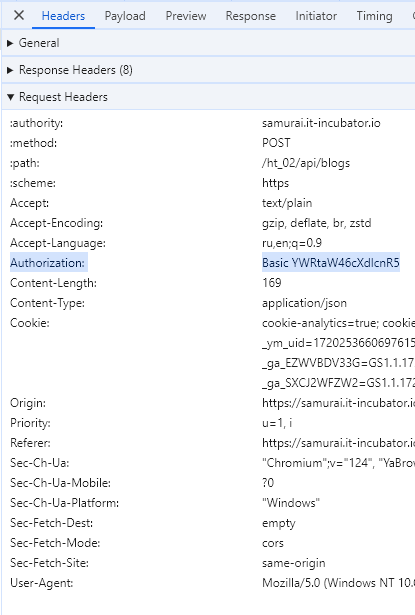 Headers Payload Preview Response Initiator Timing
General
Response Headers (8)
Request Headers
:authority: samurai.it-incubator.io
:method: POST
:path: /ht_02/api/blogs
:scheme: https
Accept: text/plain
Accept-Encoding: gzip, deflate, br, zstd
Accept-Language: ru,en;q=0.9
Authorization: Basic YWRtaW46cXdlcnR5
Content-Length: 169
Content-Type: application/json
Cookie: cookie-analytics=true; cookie
_ym_uid=1720253660697615
_ga_EZWVBDV33G=GS1.1.17
_ga_SXCJ2WFZW2=GS1.1.172
Origin: https://samurai.it-incubator.io
Priority: u=1, i
Referer: https://samurai.it-incubator.io
Sec-Ch-Ua: "Chromium";v="124", "YaBrow
Sec-Ch-Ua-Mobile: ?0
Sec-Ch-Ua-Platform: "Windows"
Sec-Fetch-Dest: empty
Sec-Fetch-Mode: cors
Sec-Fetch-Site: same-origin
User-Agent: Mozilla/5.0 (Windows NT 10.